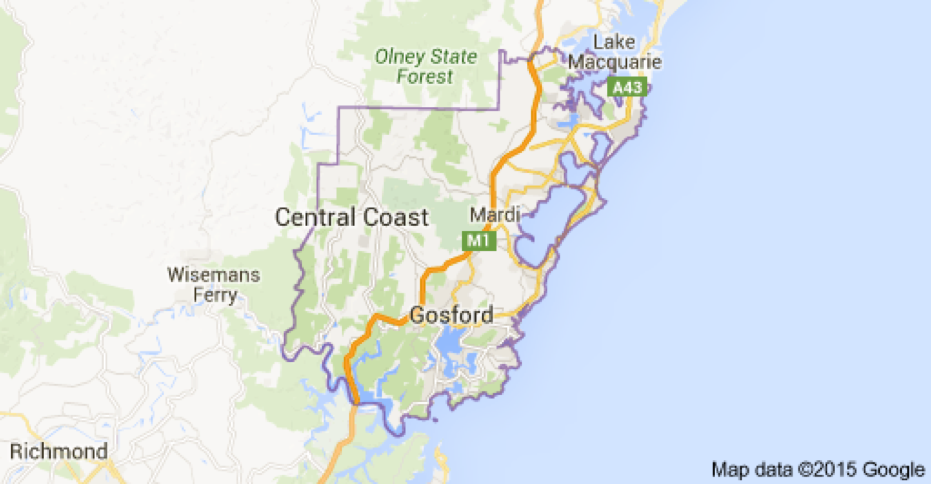 Lake
Macquarie
Olney State
Forest
A43
Central Coast
Mardi
M1
Wisemans
Ferry
Gosford
Richmond
Map data ©2015 Google